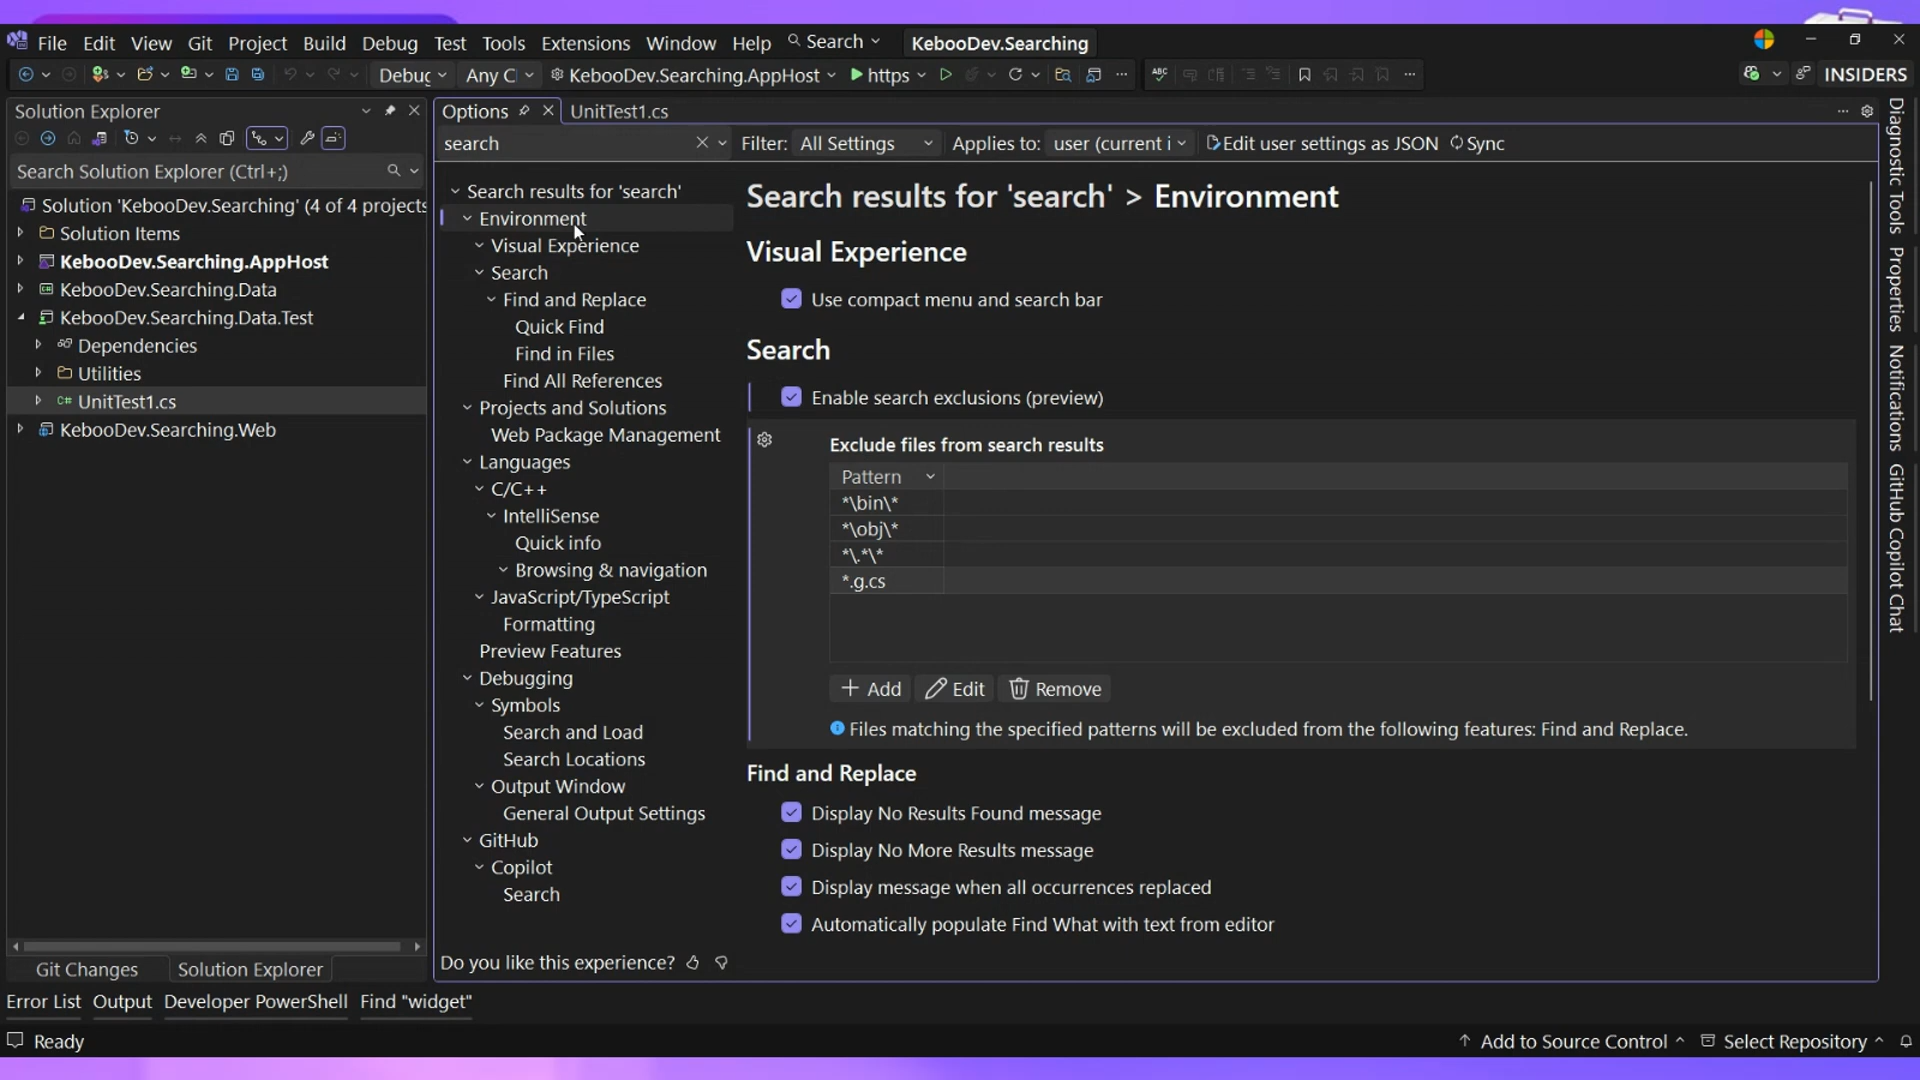 File Edit View Git Project Build Debug Test Tools Extensions Window Help Search KebooDev.Searching
Debug Any C KebooDev.Searching.AppHost https INSIDERS
Solution Explorer
Search Solution Explorer (Ctrl+;)
Solution 'KebooDev.Searching' (4 of 4 projects
Solution Items
KebooDev.Searching.AppHost
KebooDev.Searching.Data
KebooDev.Searching.Data.Test
Dependencies
Utilities
UnitTest1.cs
KebooDev.Searching.Web
Git Changes Solution Explorer
Options UnitTest1.cs
search Filter: All Settings Applies to: user (current i Edit user settings as JSON Sync
Search results for 'search'
Environment
Visual Experience
Search
Find and Replace
Quick Find
Find in Files
Find All References
Projects and Solutions
Web Package Management
Languages
C/C++
IntelliSense
Quick info
Browsing & navigation
JavaScript/TypeScript
Formatting
Preview Features
Debugging
Symbols
Search and Load
Search Locations
Output Window
General Output Settings
GitHub
Copilot
Search
Do you like this experience?
Search results for 'search' > Environment
Visual Experience
Use compact menu and search bar
Search
Enable search exclusions (preview)
Exclude files from search results
Pattern
*\bin\*
*\obj\*
*\.*\*
*.g.cs
Add Edit Remove
Files matching the specified patterns will be excluded from the following features: Find and Replace.
Find and Replace
Display No Results Found message
Display No More Results message
Display message when all occurrences replaced
Automatically populate Find What with text from editor
Diagnostic Tools
Properties
Notifications
GitHub Copilot Chat
Error List Output Developer PowerShell Find "widget"
Ready Add to Source Control Select Repository